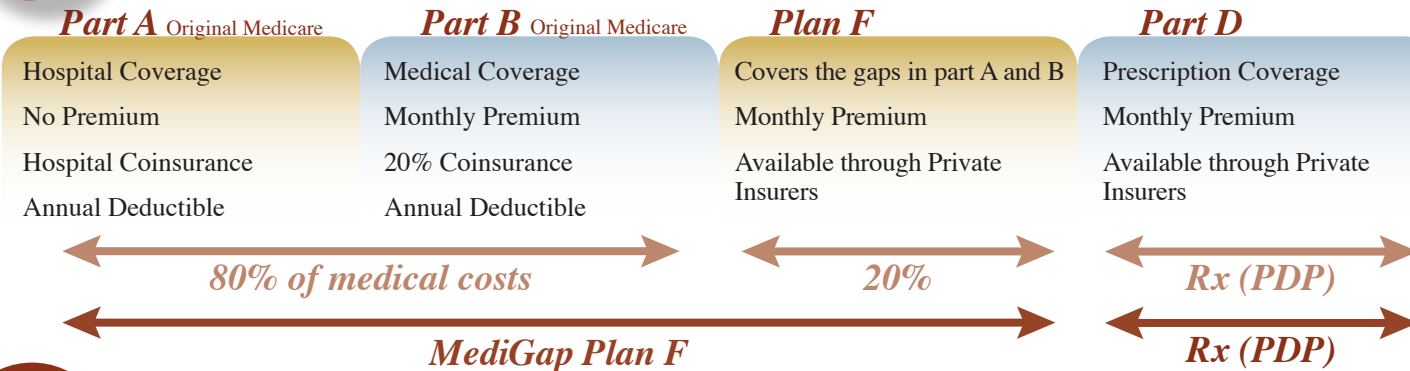 Part A Original Medicare
Hospital Coverage
No Premium
Hospital Coinsurance
Annual Deductible
Part B Original Medicare
Medical Coverage
Monthly Premium
20% Coinsurance
Annual Deductible
Plan F
Covers the gaps in part A and B
Monthly Premium
Available through Private
Insurers
Part D
Prescription Coverage
Monthly Premium
Available through Private
Insurers
80% of medical costs
20%
Rx (PDP)
MediGap Plan F
Rx (PDP)